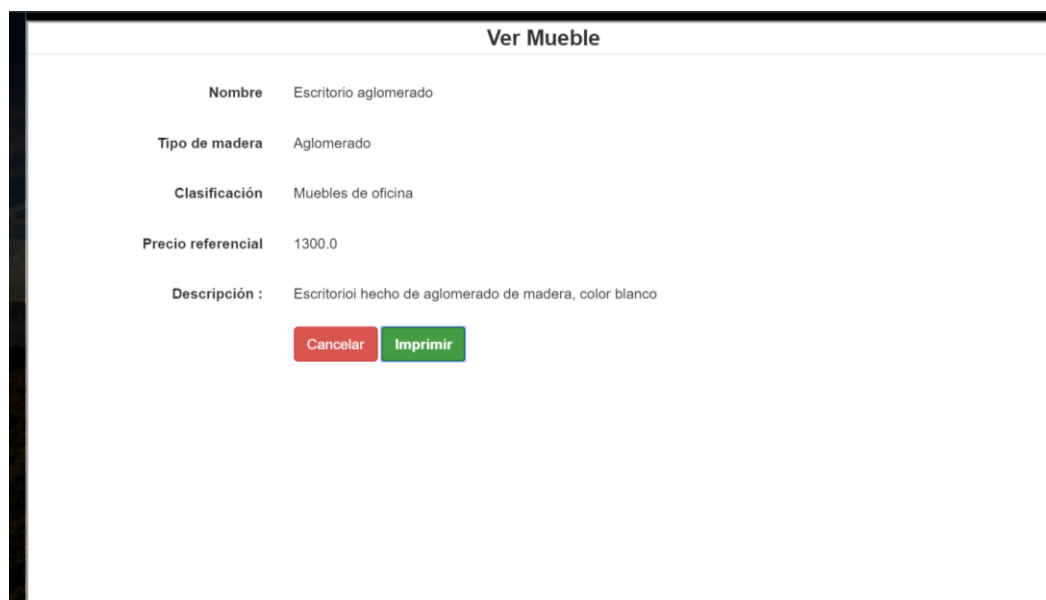 Ver Mueble
Nombre Escritorio aglomerado
Tipo de madera Aglomerado
Clasificación Muebles de oficina
Precio referencial 1300.0
Descripción : Escritorioi hecho de aglomerado de madera, color blanco
Cancelar Imprimir